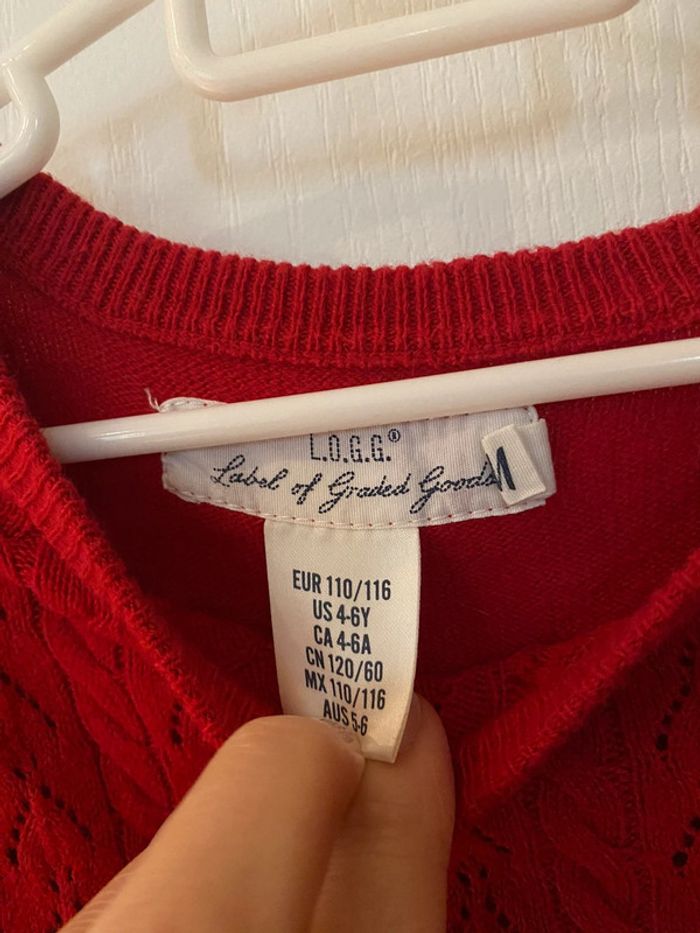 L.O.G.G.®
Label of Graded Goods
EUR 110/116
US 4-6Y
CA 4-6A
CN 120/60
MX 110/116
AUS 5-6